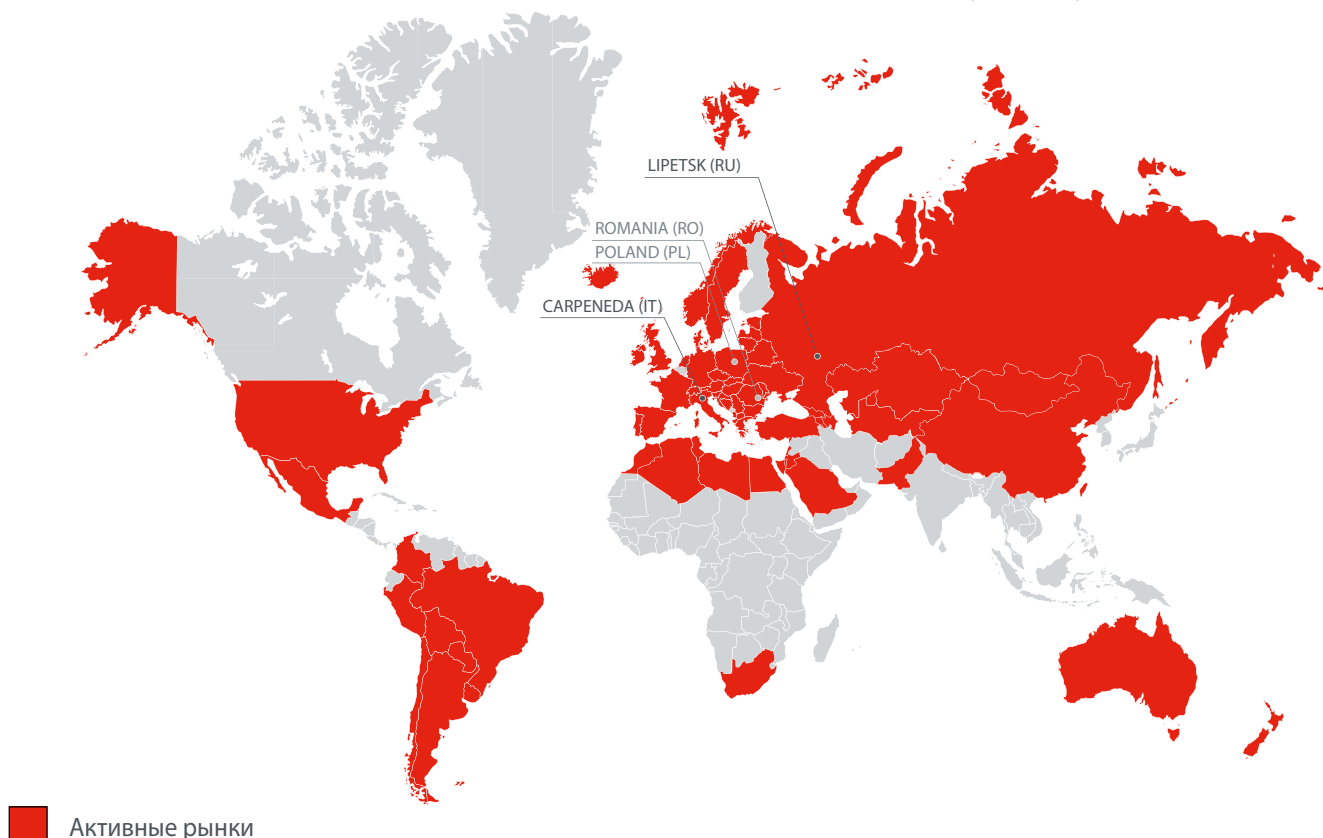 LIPETSK (RU)
ROMANIA (RO)
POLAND (PL)
CARPENEDA (IT)
Активные рынки